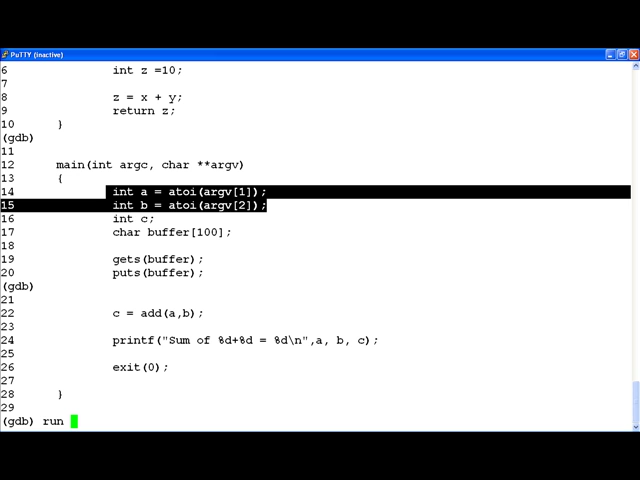 PuTTY (inactive)
6 int z =10;
7
8 z = x + y;
9 return z;
10 }
(gdb)
11
12 main(int argc, char **argv)
13 {
14 int a = atoi(argv[1]);
15 int b = atoi(argv[2]);
16 int c;
17 char buffer[100];
18
19 gets(buffer);
20 puts(buffer);
(gdb)
21
22 c = add(a,b);
23
24 printf("Sum of %d+%d = %d\n",a, b, c);
25
26 exit(0);
27
28 }
29
(gdb) run